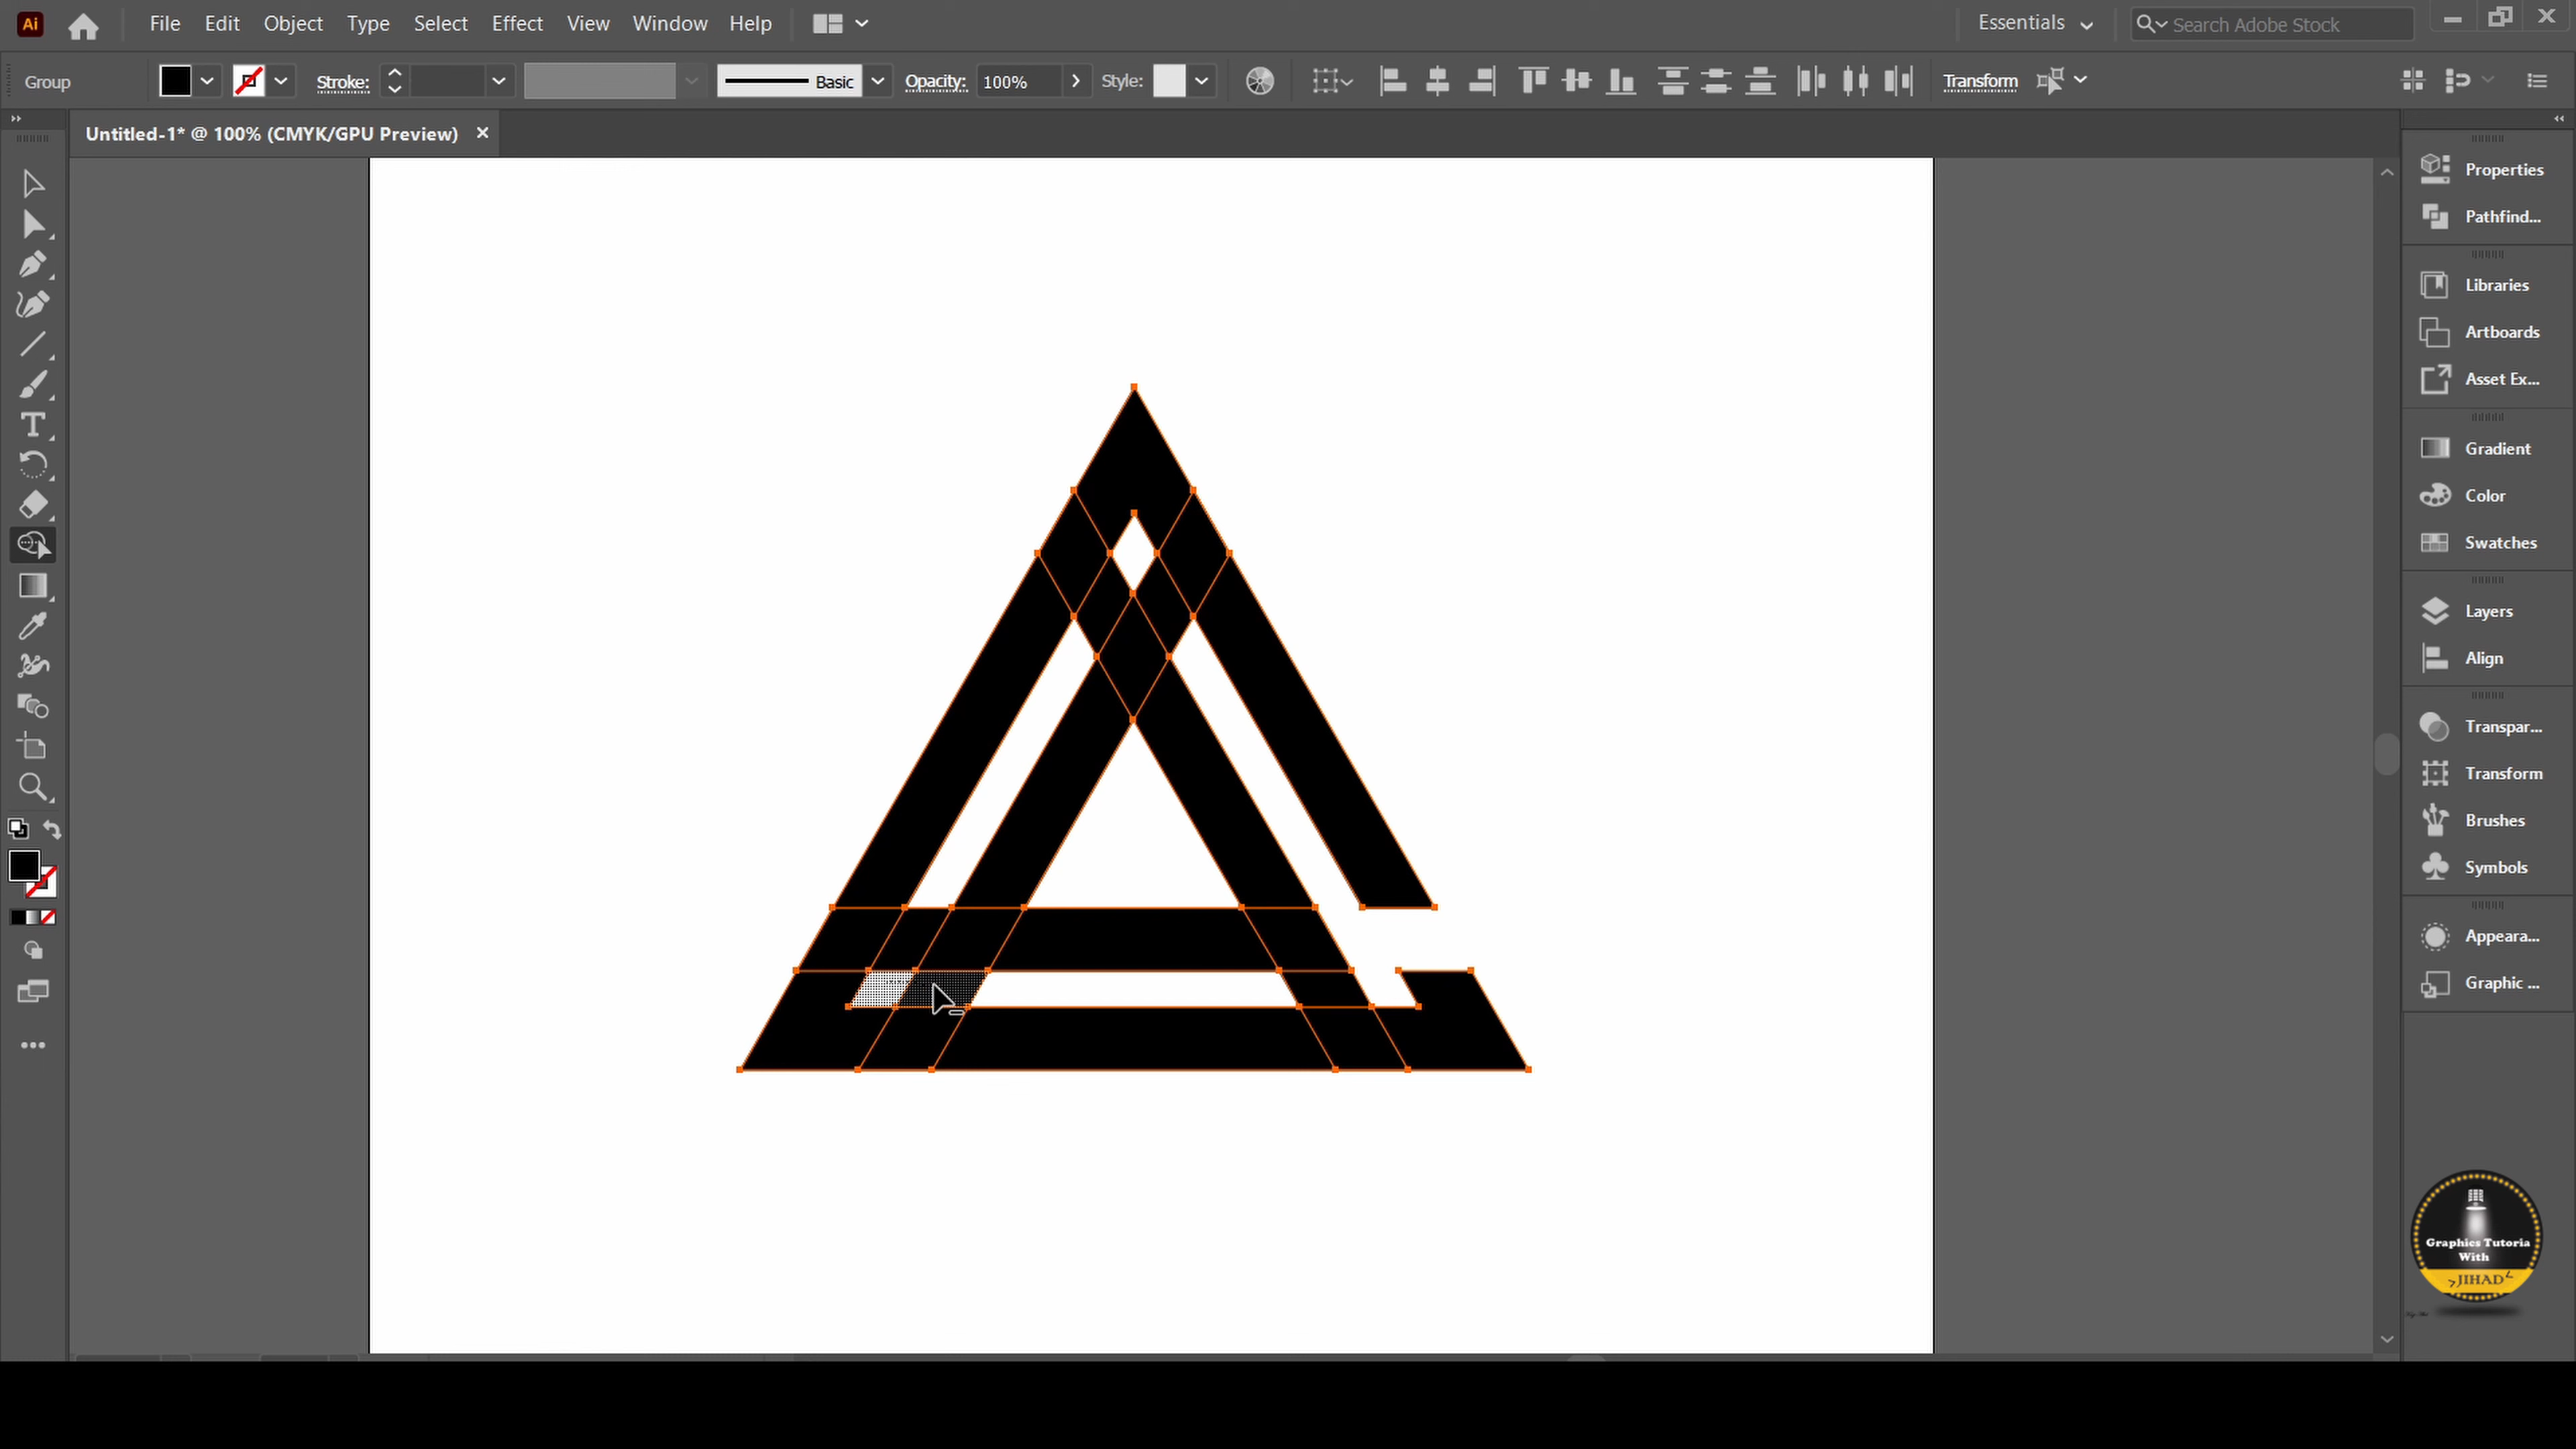 Ai File Edit Object Type Select Effect View Window Help Essentials Search Adobe Stock
Group Stroke: Basic Opacity: 100% Style: Transform
Untitled-1* @ 100% (CMYK/GPU Preview)
Properties
Pathfind...
Libraries
Artboards
Asset Ex...
Gradient
Color
Swatches
Layers
Align
Transpar...
Transform
Brushes
Symbols
Appeara...
Graphic ...
Graphics Tutoria
With
JIHAD